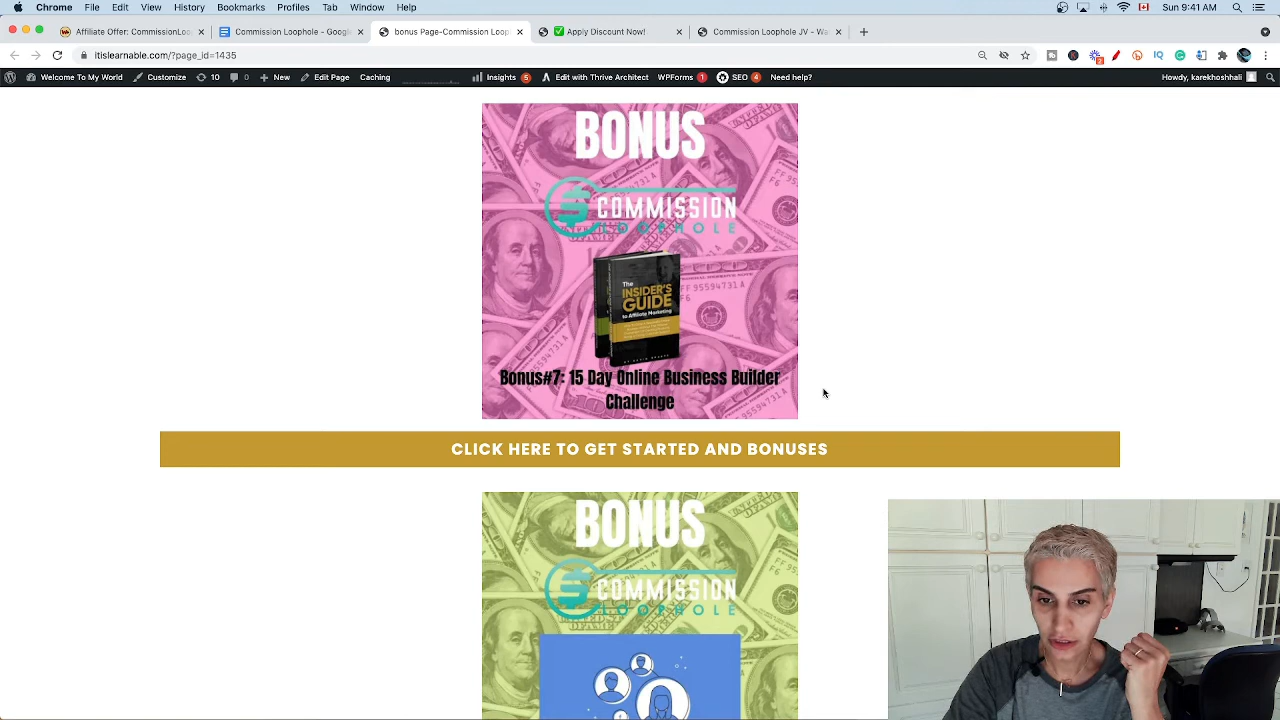 Chrome File Edit View History Bookmarks Profiles Tab Window Help Sun 9:41 AM
Affiliate Offer: CommissionLoo Commission Loophole - Googl bonus Page-Commission Loop Apply Discount Now! Commission Loophole JV - Wa
itislearnable.com/?page_id=1435
Welcome To My World Customize 10 0 New Edit Page Caching Insights 5 Edit with Thrive Architect WPForms 1 SEO 4 Need help? Howdy, karekhoshhali
BONUS
COMMISSION
LOOPHOLE
The
INSIDER'S
GUIDE
to Affiliate Marketing
Bonus#7: 15 Day Online Business Builder
Challenge
CLICK HERE TO GET STARTED AND BONUSES
BONUS
COMMISSION
LOOPHOLE